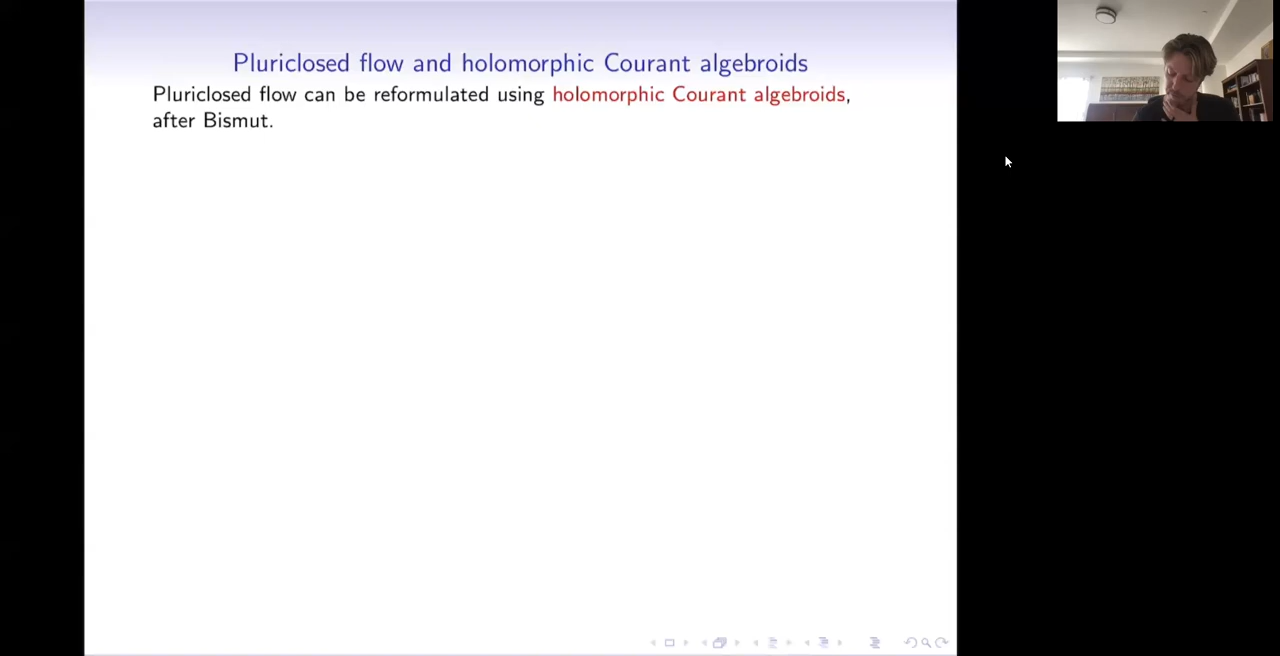 Pluriclosed flow and holomorphic Courant algebroids
Pluriclosed flow can be reformulated using holomorphic Courant algebroids,
after Bismut.